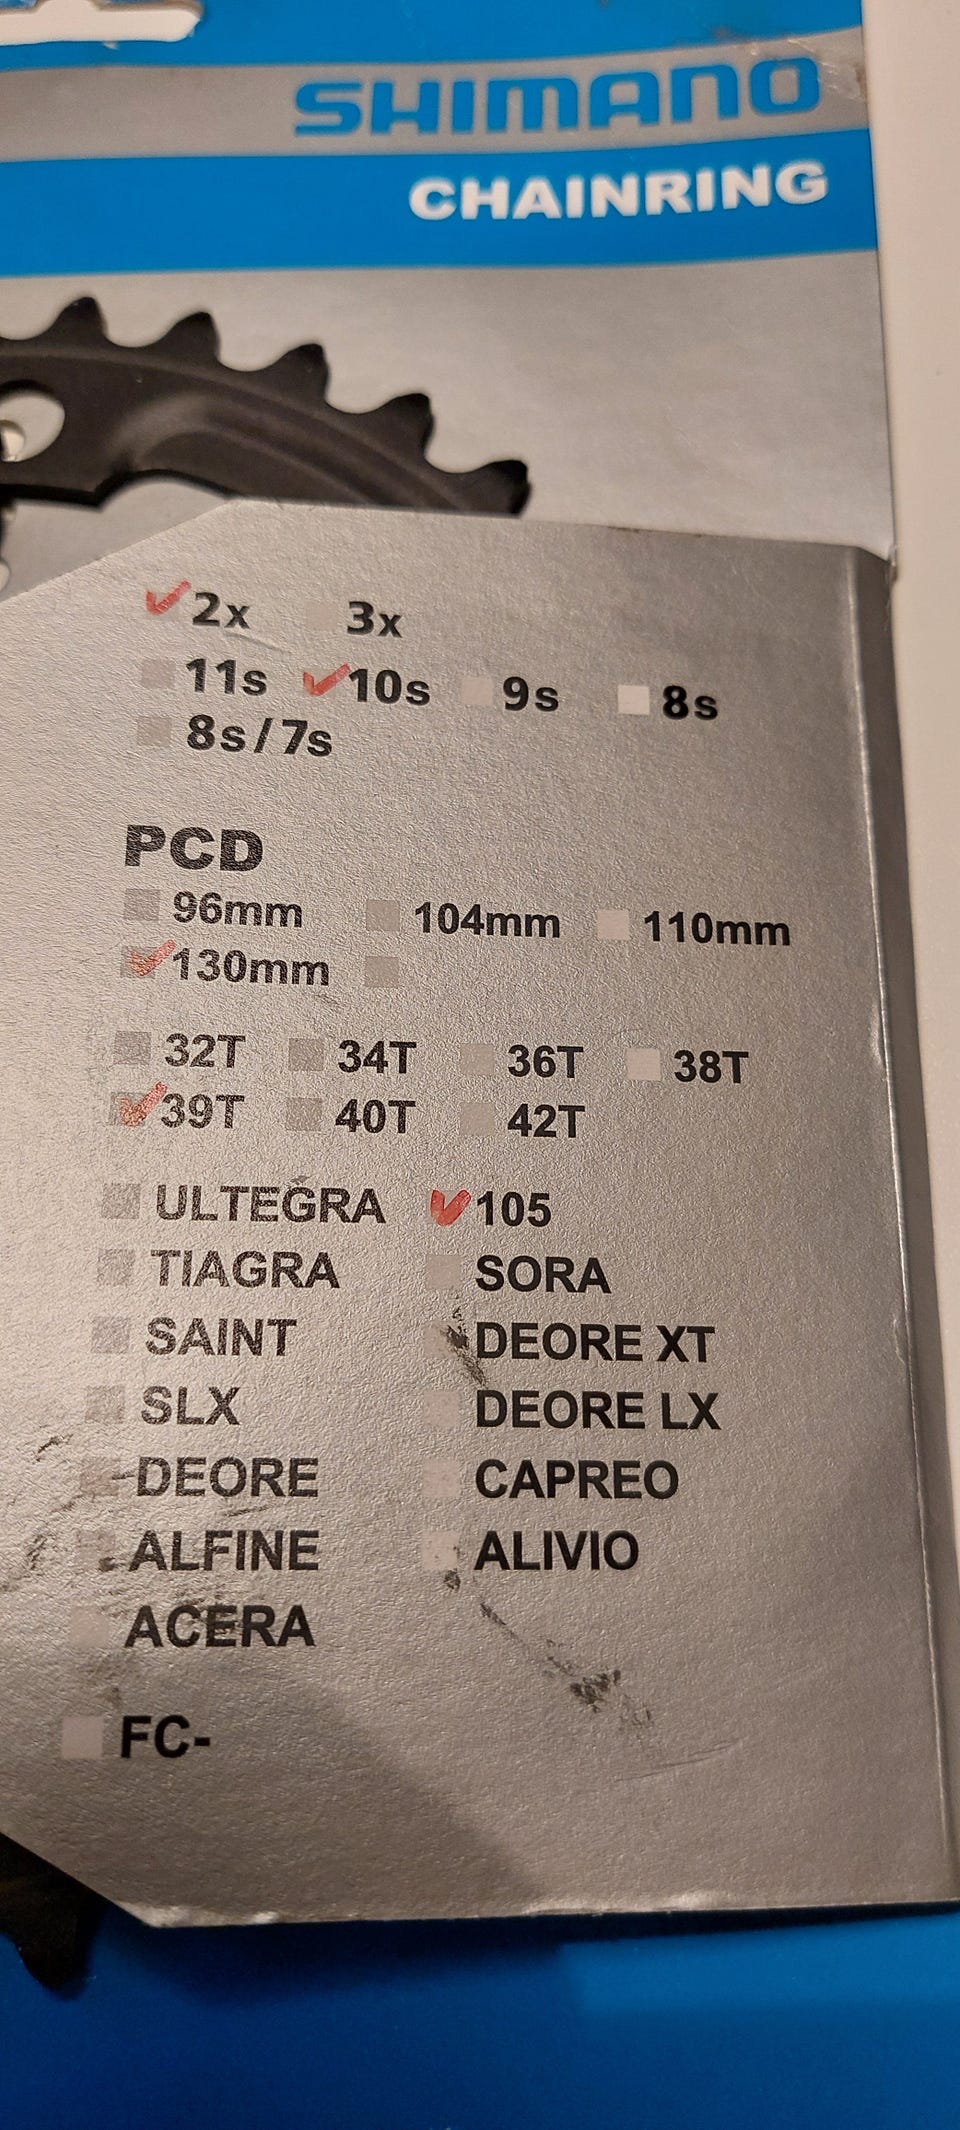 SHIMANO
CHAINRING
2x 3x
11s 10s 9s 8s
8s/7s
PCD
96mm 104mm 110mm
130mm
32T 34T 36T 38T
39T 40T 42T
ULTEGRA 105
TIAGRA SORA
SAINT DEORE XT
SLX DEORE LX
DEORE CAPREO
ALFINE ALIVIO
ACERA
FC-